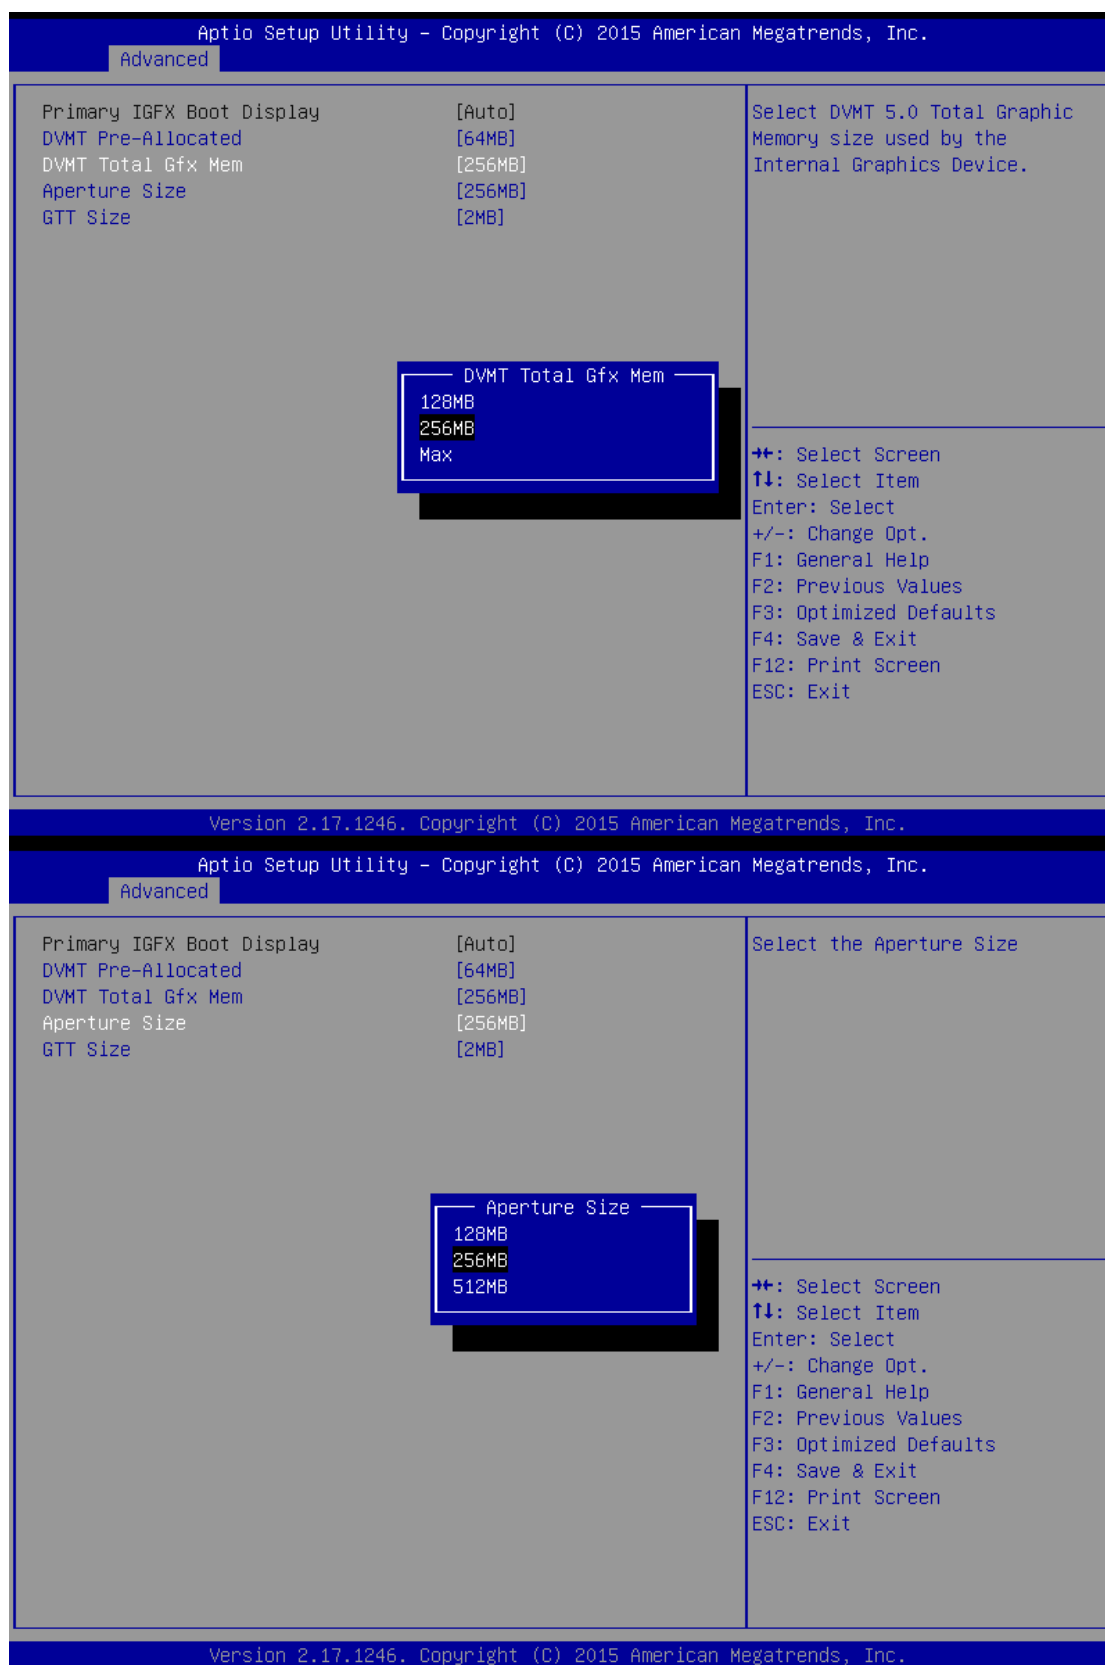 Aptio Setup Utility – Copyright (C) 2015 American Megatrends, Inc.
Advanced
Primary IGFX Boot Display [Auto]
DVMT Pre-Allocated [64MB]
DVMT Total Gfx Mem [256MB]
Aperture Size [256MB]
GTT Size [2MB]
Select DVMT 5.0 Total Graphic
Memory size used by the
Internal Graphics Device.
DVMT Total Gfx Mem
128MB
256MB
Max
→←: Select Screen
↑↓: Select Item
Enter: Select
+/-: Change Opt.
F1: General Help
F2: Previous Values
F3: Optimized Defaults
F4: Save & Exit
F12: Print Screen
ESC: Exit
Version 2.17.1246. Copyright (C) 2015 American Megatrends, Inc.
Aptio Setup Utility – Copyright (C) 2015 American Megatrends, Inc.
Advanced
Primary IGFX Boot Display [Auto]
DVMT Pre-Allocated [64MB]
DVMT Total Gfx Mem [256MB]
Aperture Size [256MB]
GTT Size [2MB]
Select the Aperture Size
Aperture Size
128MB
256MB
512MB
→←: Select Screen
↑↓: Select Item
Enter: Select
+/-: Change Opt.
F1: General Help
F2: Previous Values
F3: Optimized Defaults
F4: Save & Exit
F12: Print Screen
ESC: Exit
Version 2.17.1246. Copyright (C) 2015 American Megatrends, Inc.